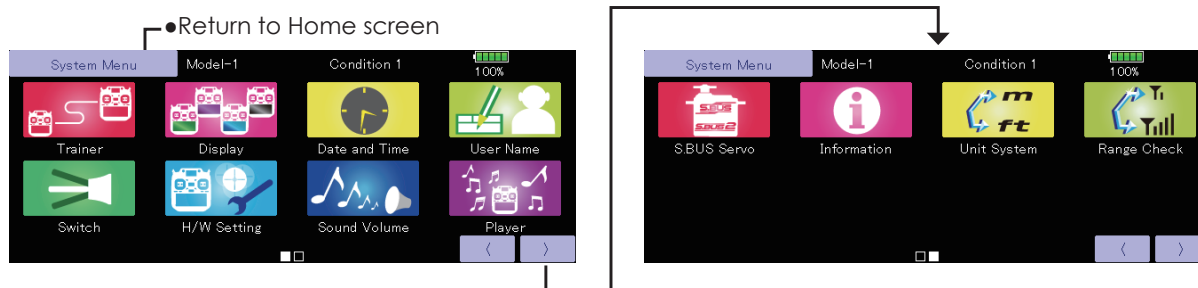 ●Return to Home screen
System Menu Model-1 Condition 1 100%
Trainer Display Date and Time User Name
Switch H/W Setting Sound Volume Player
〈 〉
System Menu Model-1 Condition 1 100%
S.BUS
S.BUS2
m
ft
S.BUS Servo Information Unit System Range Check
〈 〉